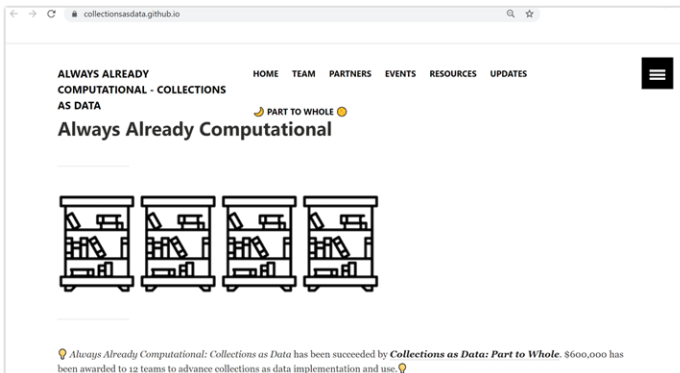 collectionsasdata.github.io
ALWAYS ALREADY
COMPUTATIONAL - COLLECTIONS
AS DATA
HOME TEAM PARTNERS EVENTS RESOURCES UPDATES
🌙 PART TO WHOLE 🌕
Always Already Computational
💡 Always Already Computational: Collections as Data has been succeeded by Collections as Data: Part to Whole. $600,000 has
been awarded to 12 teams to advance collections as data implementation and use.💡